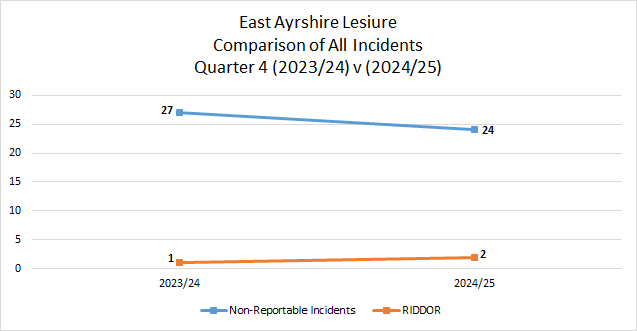 East Ayrshire Lesiure
Comparison of All Incidents
Quarter 4 (2023/24) v (2024/25)
30
25
20
15
10
5
0
27
24
1
2
2023/24
2024/25
Non-Reportable Incidents
RIDDOR